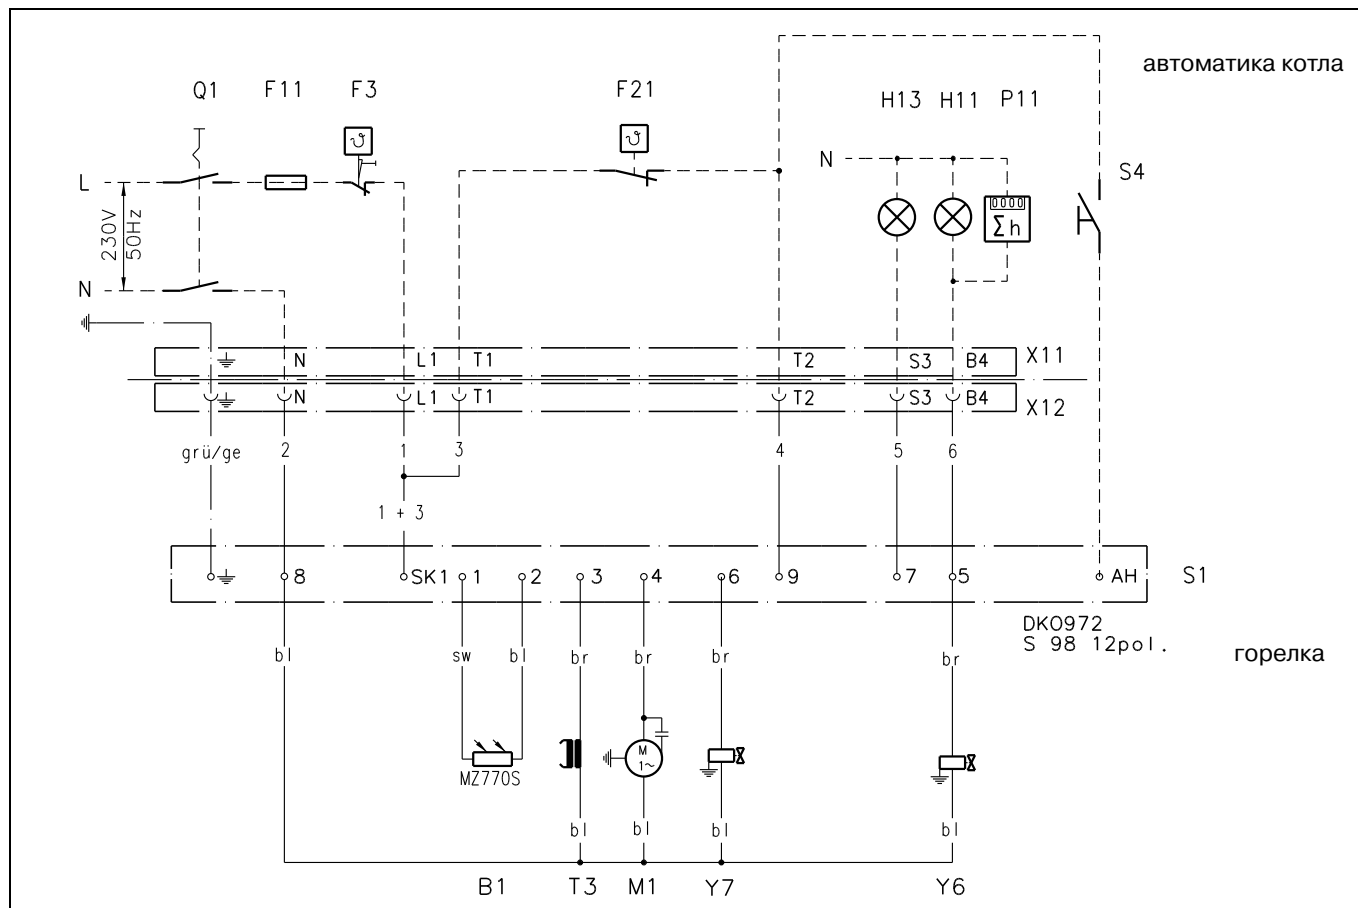 автоматика котла
Q1 F11 F3 F21 H13 H11 P11
ϑ ϑ
N
L
S4
0000
Σh
230V
50Hz
N
N L1 T1 T2 S3 B4 X11
N L1 T1 T2 S3 B4 X12
grü/ge 2 1 3 4 5 6
1 + 3
8 SK1 1 2 3 4 6 9 7 5 AH S1
DKO972
S 98 12pol.
горелка
bl sw bl br br br br
M
1~
MZ770S
bl bl bl bl
B1 T3 M1 Y7 Y6